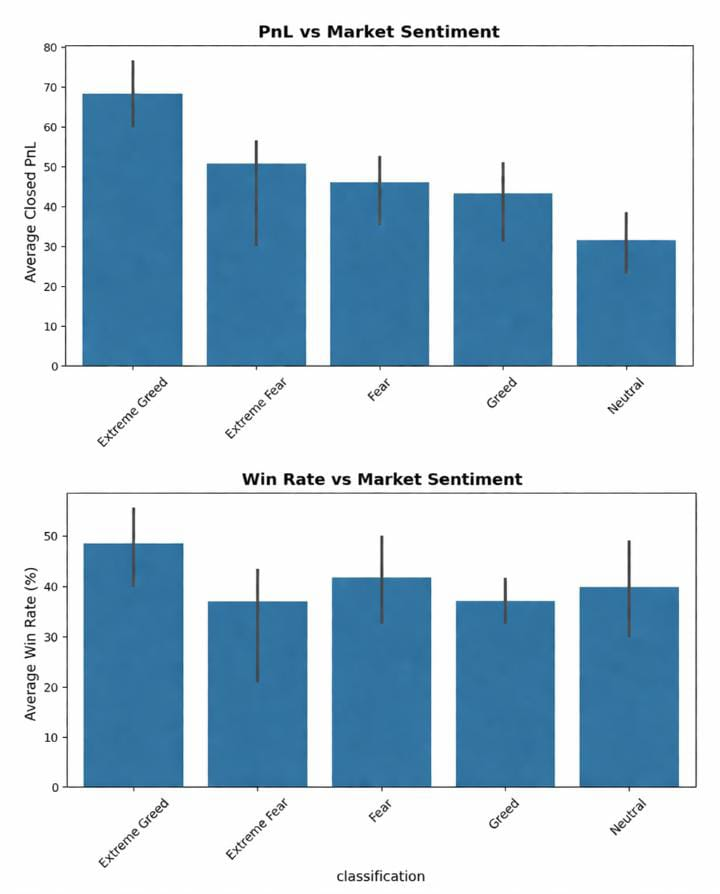 PnL vs Market Sentiment
Average Closed PnL
80
70
60
50
40
30
20
10
0
Extreme Greed
Extreme Fear
Fear
Greed
Neutral
Win Rate vs Market Sentiment
Average Win Rate (%)
50
40
30
20
10
0
Extreme Greed
Extreme Fear
Fear
Greed
Neutral
classification